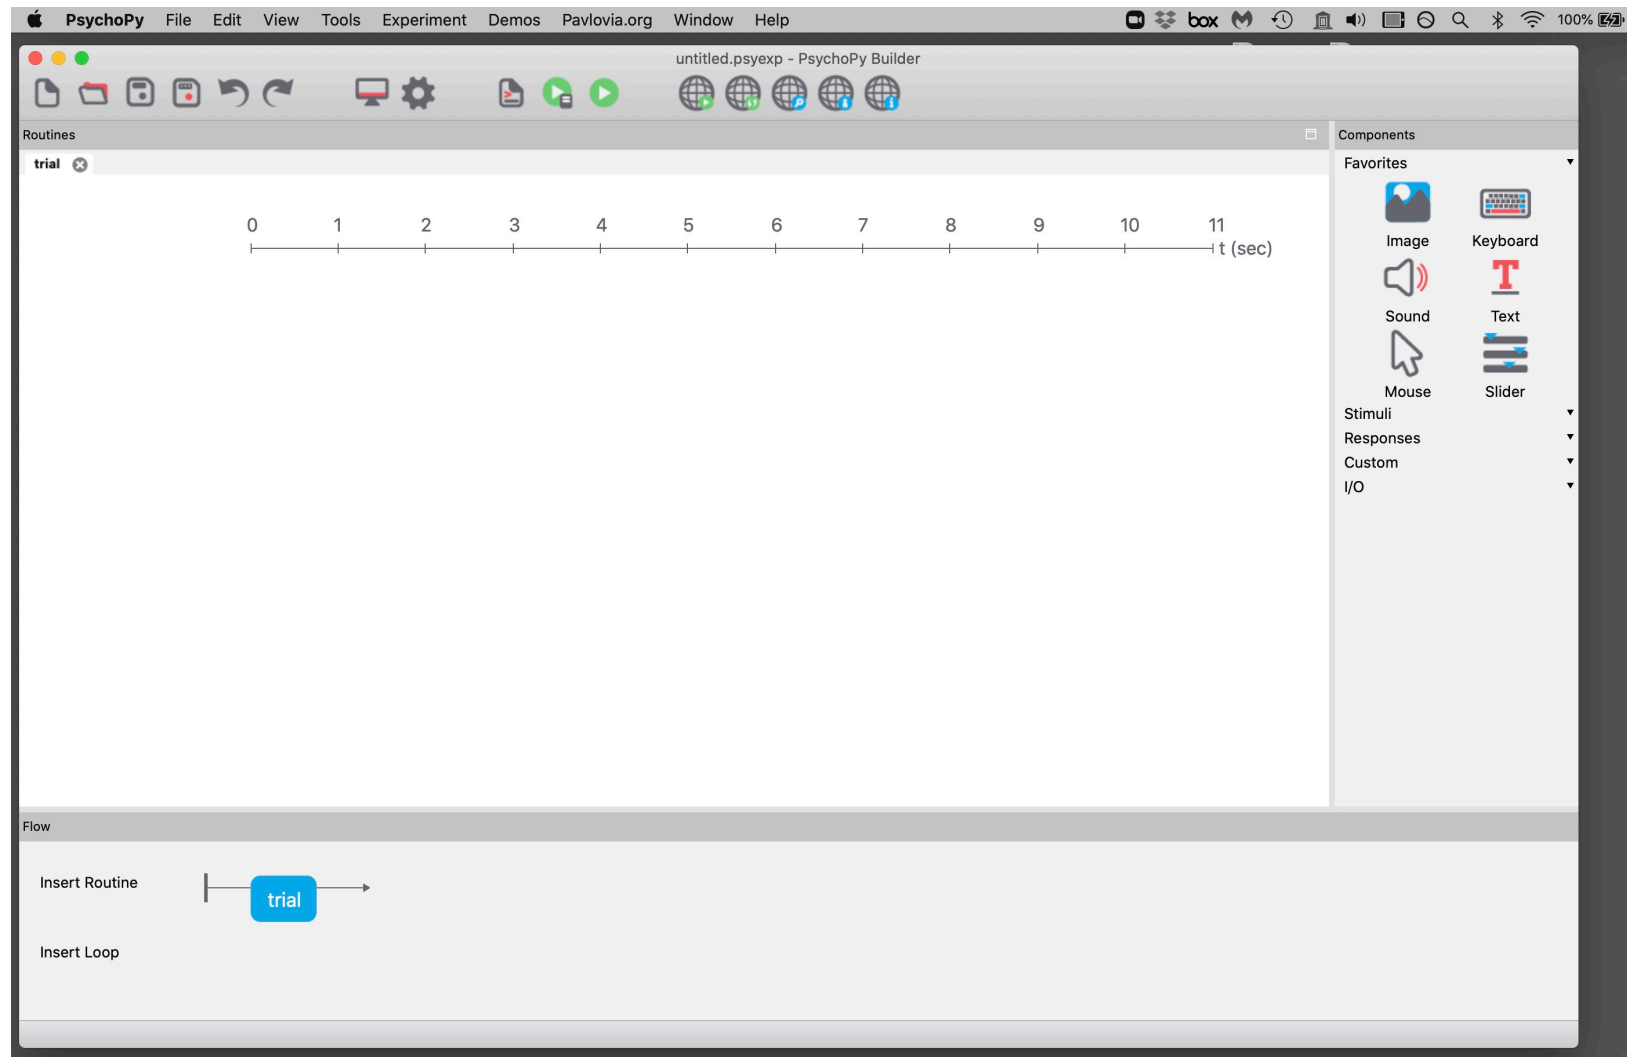 PsychoPy File Edit View Tools Experiment Demos Pavlovia.org Window Help box 100%
untitled.psyexp - PsychoPy Builder
Routines
Components
trial
Favorites
0 1 2 3 4 5 6 7 8 9 10 11
t (sec)
Image Keyboard
Sound Text
Mouse Slider
Stimuli
Responses
Custom
I/O
Flow
Insert Routine
trial
Insert Loop